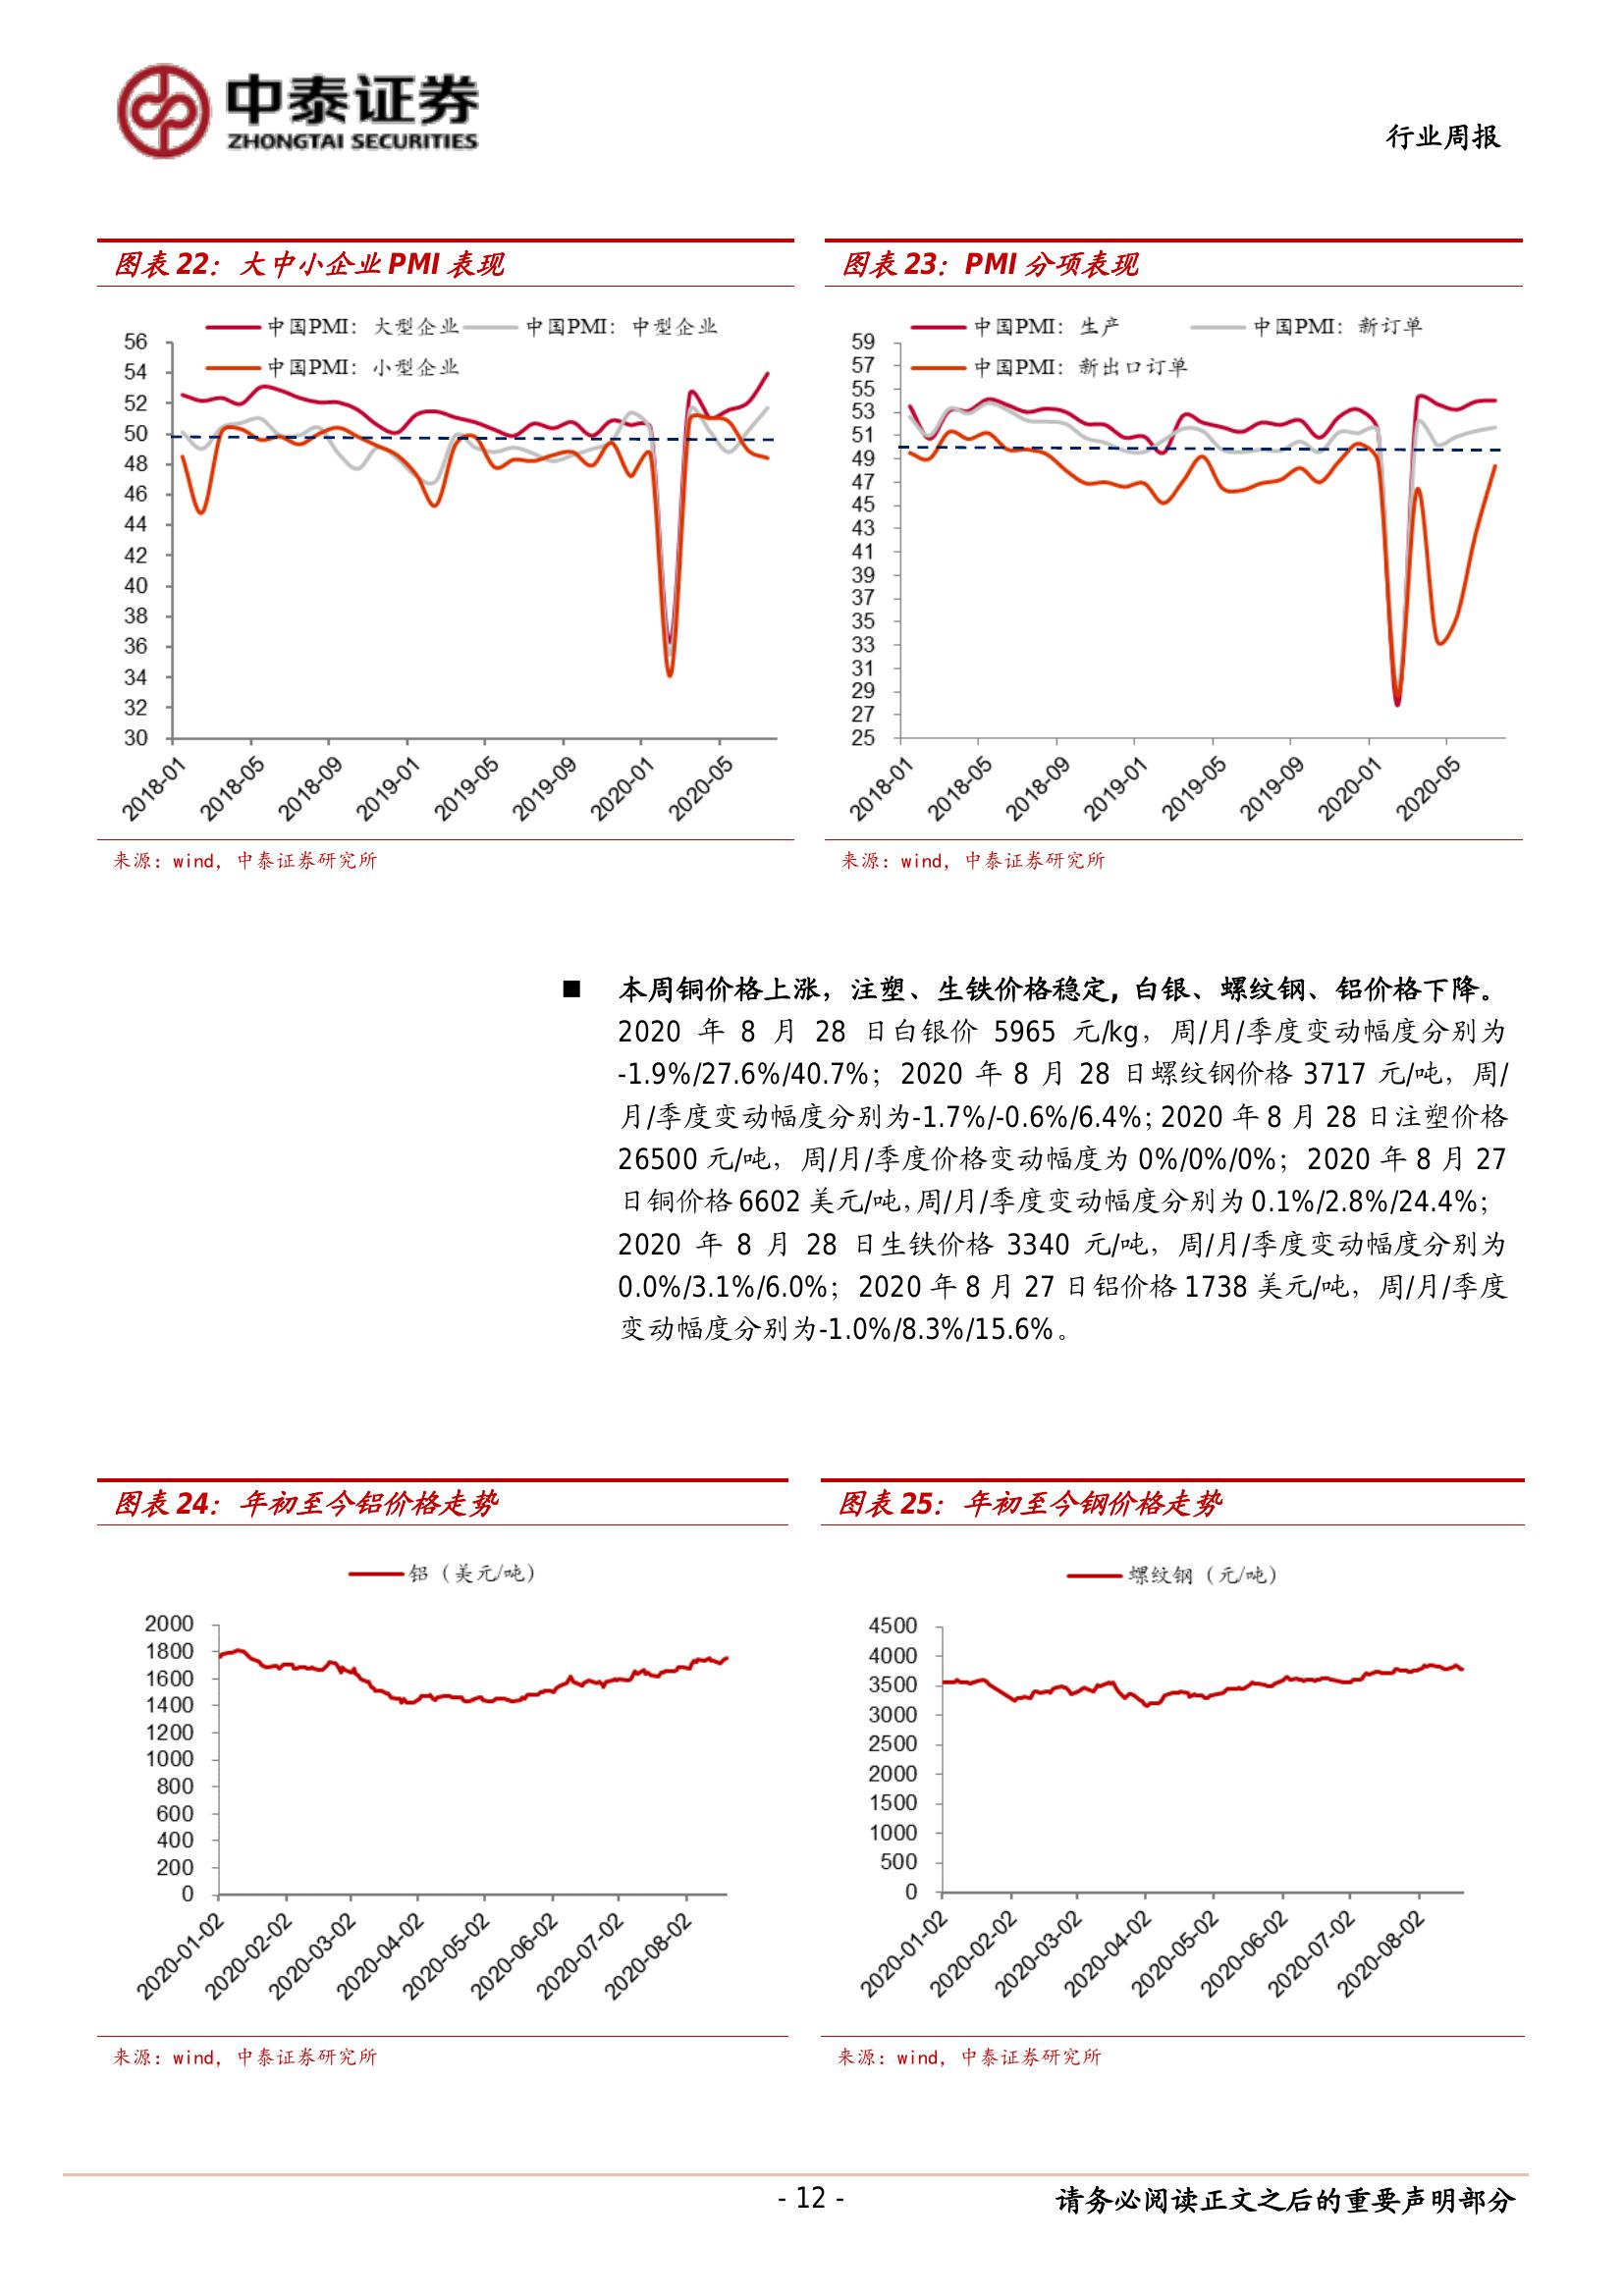 中泰证券
ZHONGTAI SECURITIES
行业周报
图表 22：大中小企业 PMI 表现
中国PMI：大型企业
中国PMI：中型企业
中国PMI：小型企业
56
54
52
50
48
46
44
42
40
38
36
34
32
30
2018-01
2018-05
2018-09
2019-01
2019-05
2019-09
2020-01
2020-05
来源：wind，中泰证券研究所
图表 23：PMI 分项表现
中国PMI：生产
中国PMI：新订单
中国PMI：新出口订单
59
57
55
53
51
49
47
45
43
41
39
37
35
33
31
29
27
25
2018-01
2018-05
2018-09
2019-01
2019-05
2019-09
2020-01
2020-05
来源：wind，中泰证券研究所
■ 本周铜价格上涨，注塑、生铁价格稳定，白银、螺纹钢、铝价格下降。
2020 年 8 月 28 日白银价 5965 元/kg，周/月/季度变动幅度分别为
-1.9%/27.6%/40.7%；2020 年 8 月 28 日螺纹钢价格 3717 元/吨，周/
月/季度变动幅度分别为-1.7%/-0.6%/6.4%；2020 年 8 月 28 日注塑价格
26500 元/吨，周/月/季度价格变动幅度为 0%/0%/0%；2020 年 8 月 27
日铜价格 6602 美元/吨，周/月/季度变动幅度分别为 0.1%/2.8%/24.4%；
2020 年 8 月 28 日生铁价格 3340 元/吨，周/月/季度变动幅度分别为
0.0%/3.1%/6.0%；2020 年 8 月 27 日铝价格 1738 美元/吨，周/月/季度
变动幅度分别为-1.0%/8.3%/15.6%。
图表 24：年初至今铝价格走势
铝（美元/吨）
2000
1800
1600
1400
1200
1000
800
600
400
200
0
2020-01-02
2020-02-02
2020-03-02
2020-04-02
2020-05-02
2020-06-02
2020-07-02
2020-08-02
来源：wind，中泰证券研究所
图表 25：年初至今钢价格走势
螺纹钢（元/吨）
4500
4000
3500
3000
2500
2000
1500
1000
500
0
2020-01-02
2020-02-02
2020-03-02
2020-04-02
2020-05-02
2020-06-02
2020-07-02
2020-08-02
来源：wind，中泰证券研究所
- 12 -
请务必阅读正文之后的重要声明部分